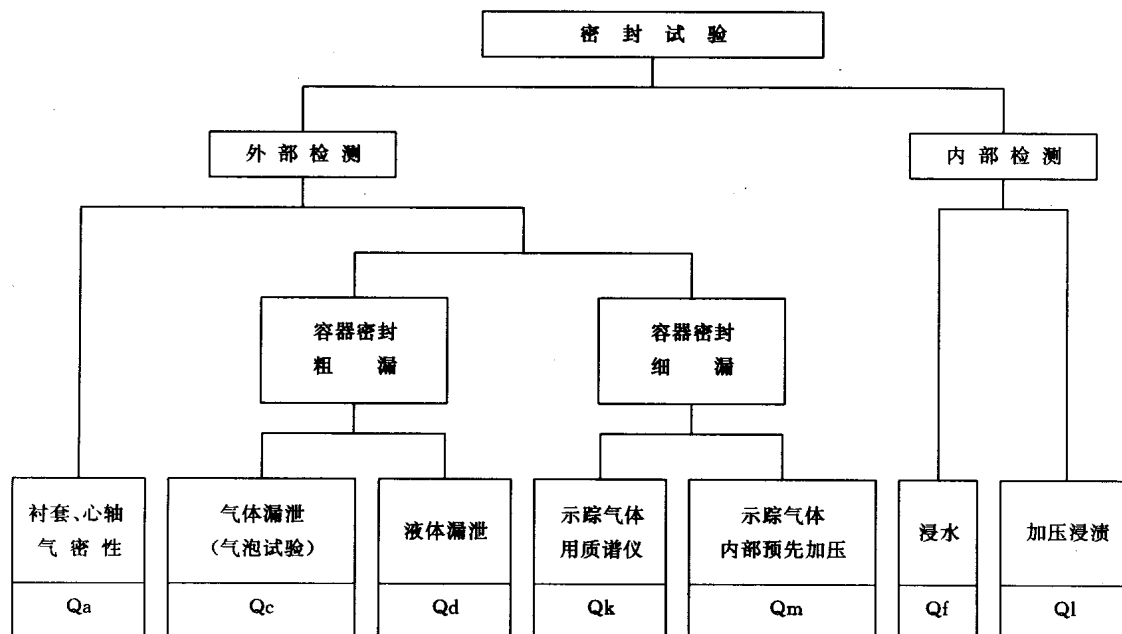 密封试验
外部检测
内部检测
容器密封
粗漏
容器密封
细漏
衬套、心轴
气密性
Qa
气体漏泄
(气泡试验)
Qc
液体漏泄
Qd
示踪气体
用质谱仪
Qk
示踪气体
内部预先加压
Qm
浸水
Qf
加压浸渍
Ql